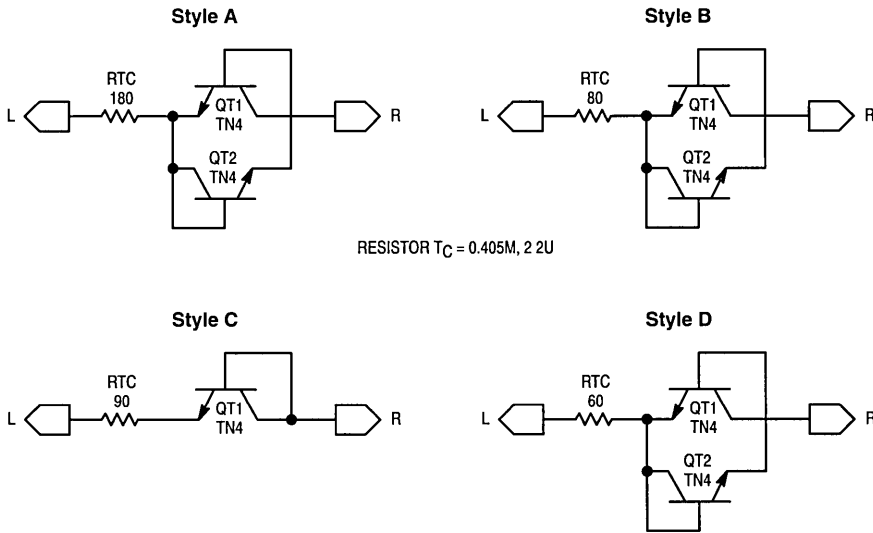 Style A
RTC
180
L
QT1
TN4
R
QT2
TN4
Style B
RTC
80
L
QT1
TN4
R
QT2
TN4
RESISTOR TC = 0.405M, 2 2U
Style C
RTC
90
L
QT1
TN4
R
Style D
RTC
60
L
QT1
TN4
R
QT2
TN4